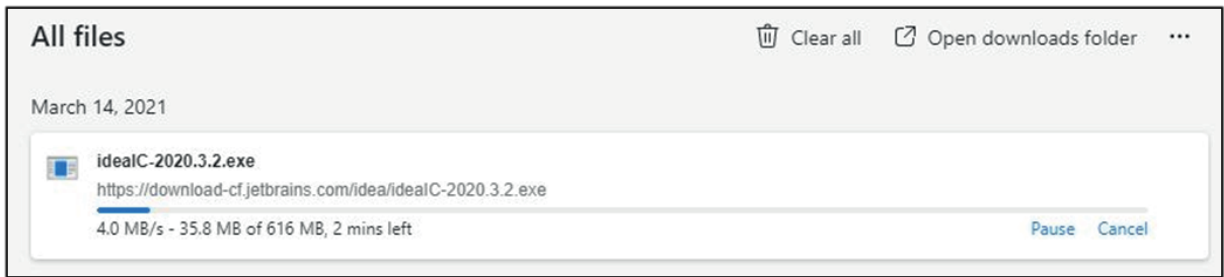 All files
Clear all
Open downloads folder
March 14, 2021
ideaIC-2020.3.2.exe
https://download-cf.jetbrains.com/idea/ideaIC-2020.3.2.exe
4.0 MB/s - 35.8 MB of 616 MB, 2 mins left
Pause
Cancel